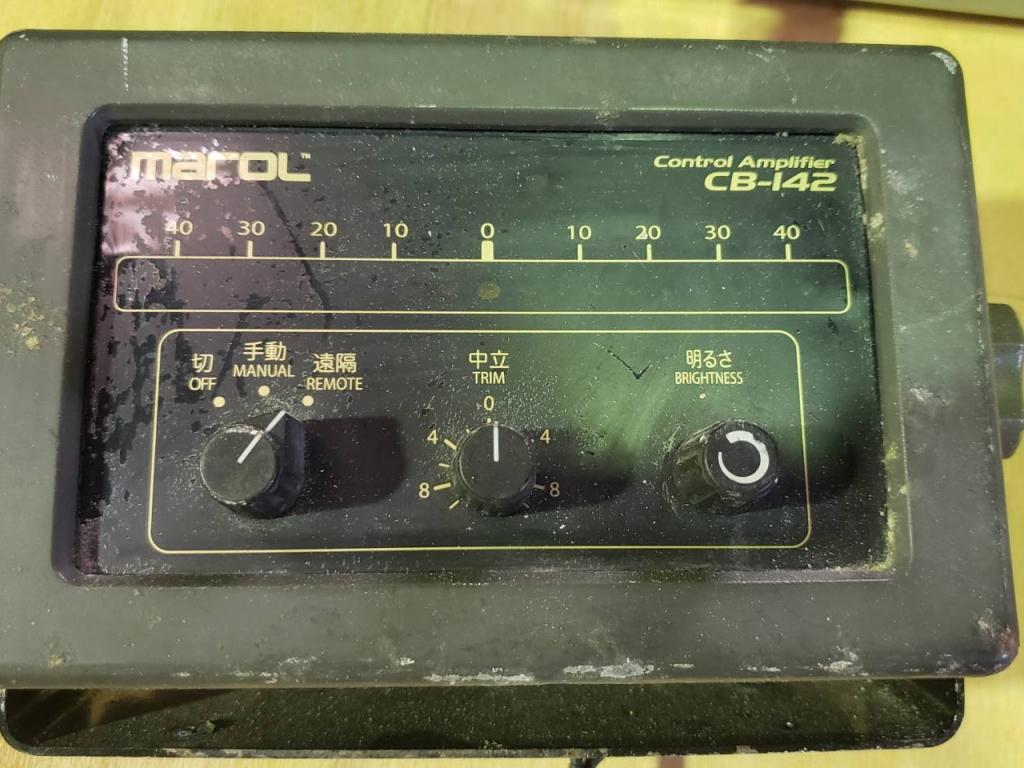 marol™
Control Amplifier
CB-142
40 30 20 10 0 10 20 30 40
切 手動 遠隔
OFF MANUAL REMOTE
中立
TRIM
0
4 4
8 8
明るさ
BRIGHTNESS